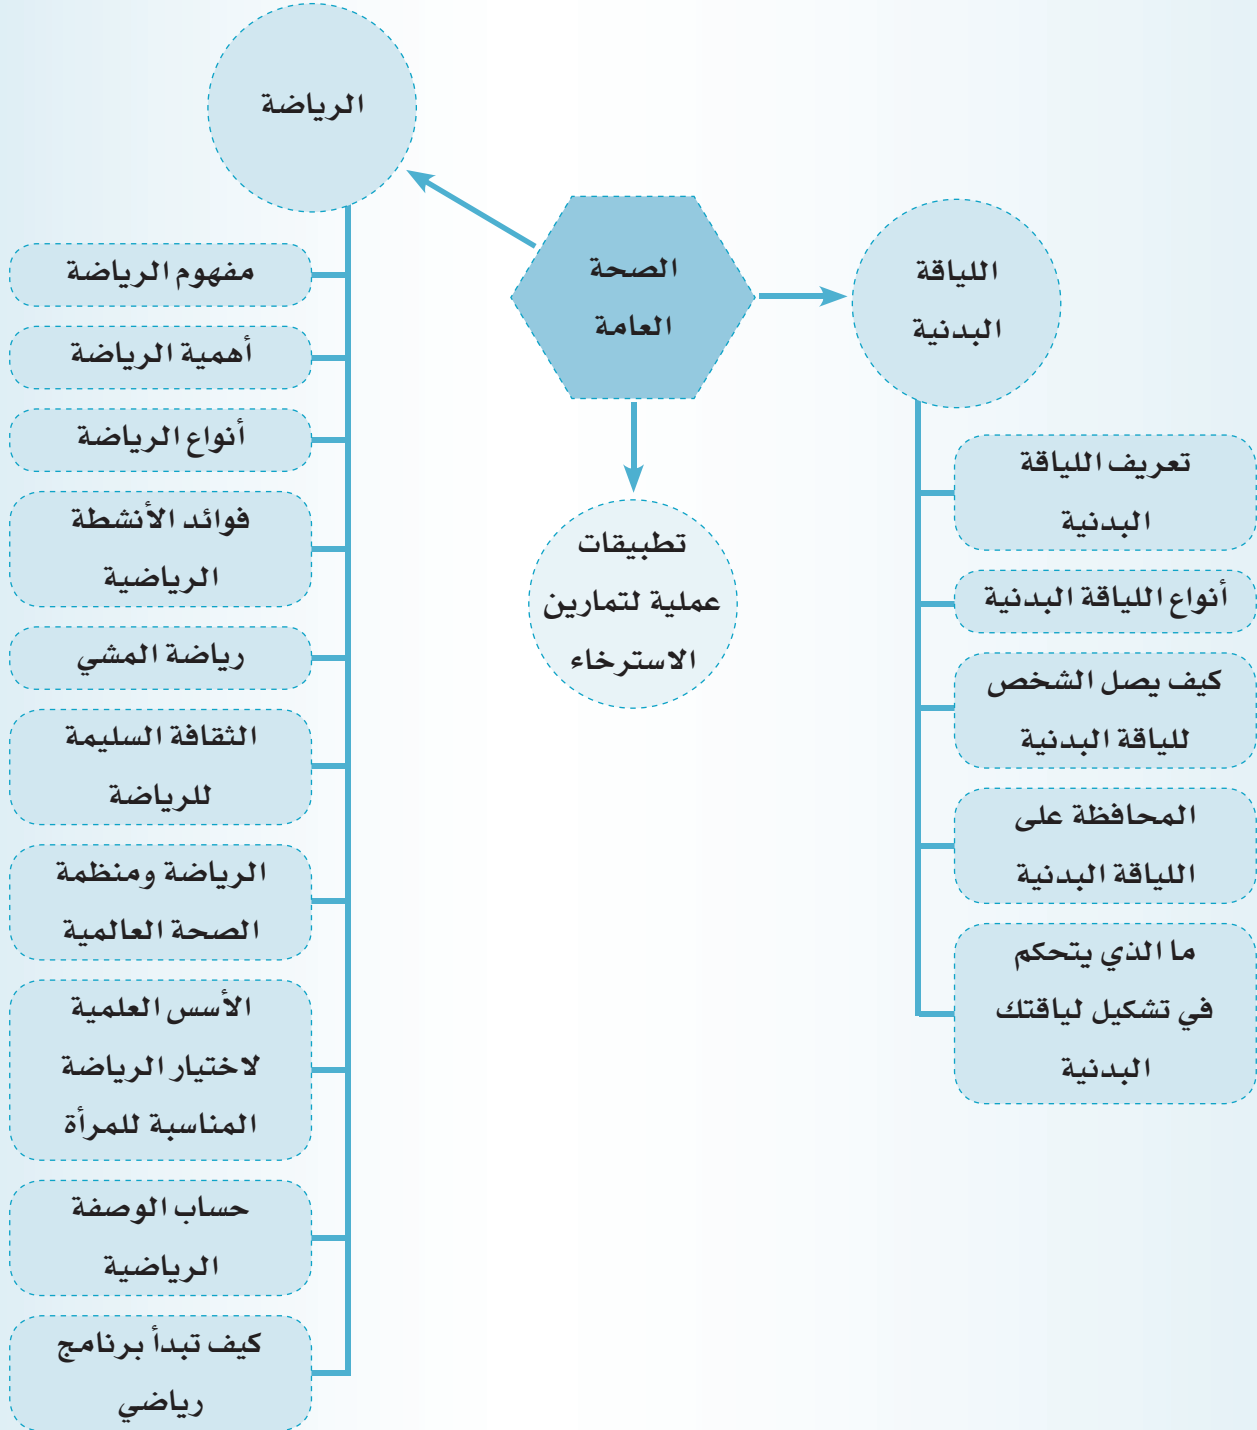 الصحة
العامة
اللياقة
البدنية
تعريف اللياقة
البدنية
أنواع اللياقة البدنية
كيف يصل الشخص
للياقة البدنية
المحافظة على
اللياقة البدنية
ما الذي يتحكم
في تشكيل لياقتك
البدنية
تطبيقات
عملية لتمارين
الاسترخاء
الرياضة
مفهوم الرياضة
أهمية الرياضة
أنواع الرياضة
فوائد الأنشطة
الرياضية
رياضة المشي
الثقافة السليمة
للرياضة
الرياضة ومنظمة
الصحة العالمية
الأسس العلمية
لاختيار الرياضة
المناسبة للمرأة
حساب الوصفة
الرياضية
كيف تبدأ برنامج
رياضي